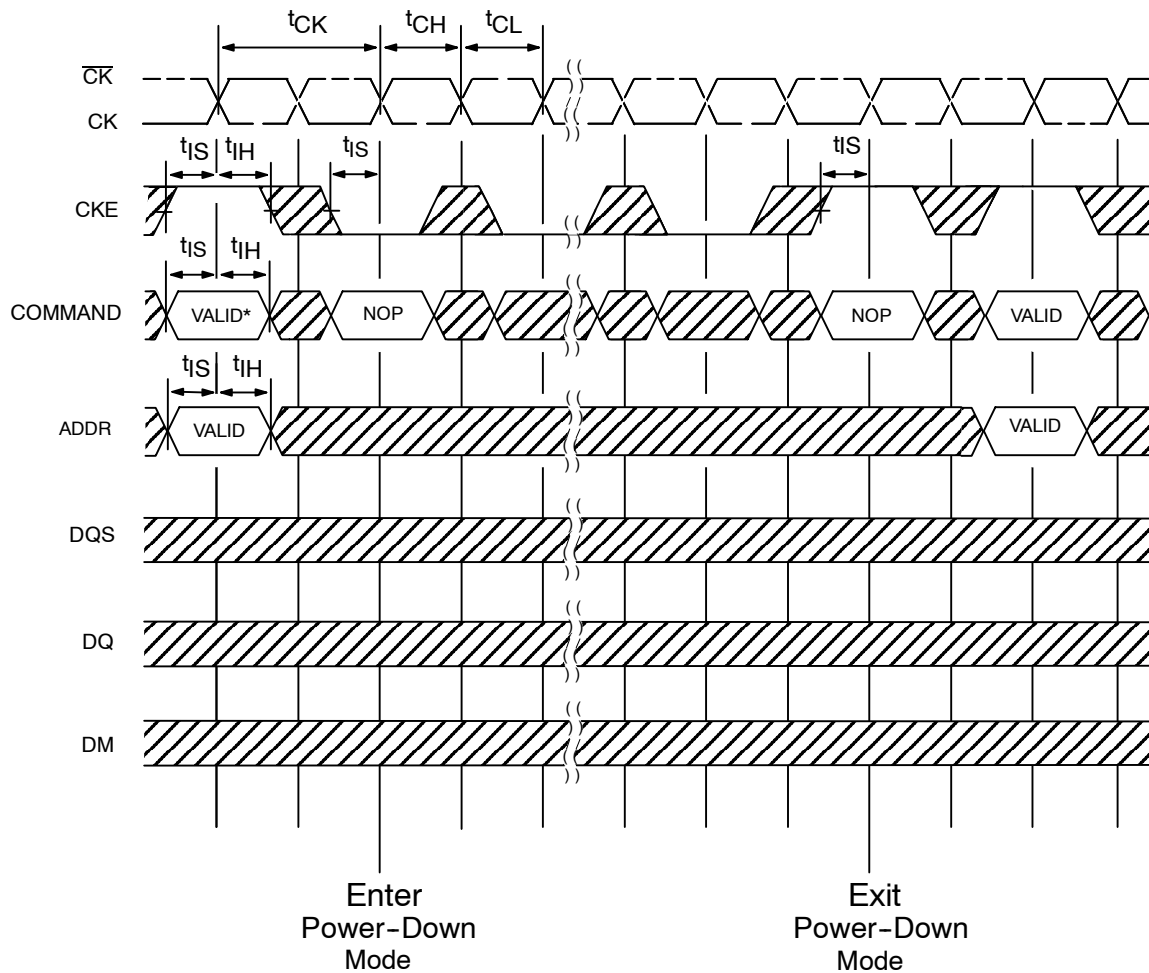 tCK tCH tCL
CK
CK
tIS tIH tIS tIS
CKE
tIS tIH
COMMAND VALID* NOP NOP VALID
tIS tIH
ADDR VALID VALID
DQS
DQ
DM
Enter
Power-Down
Mode
Exit
Power-Down
Mode